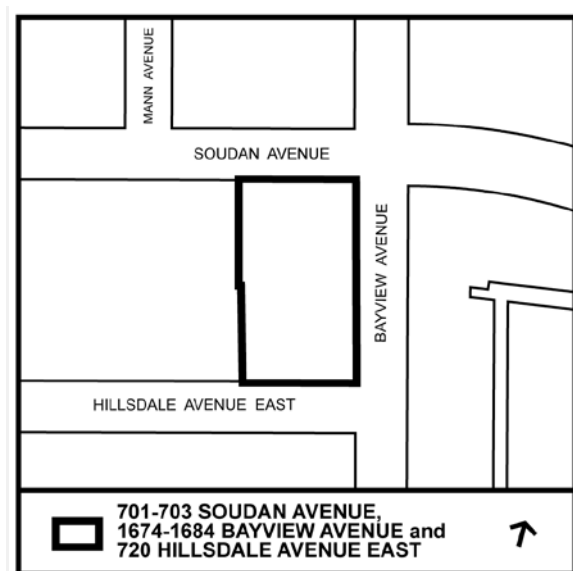 MANN AVENUE
SOUDAN AVENUE
BAYVIEW AVENUE
HILLSDALE AVENUE EAST
701-703 SOUDAN AVENUE,
1674-1684 BAYVIEW AVENUE and
720 HILLSDALE AVENUE EAST